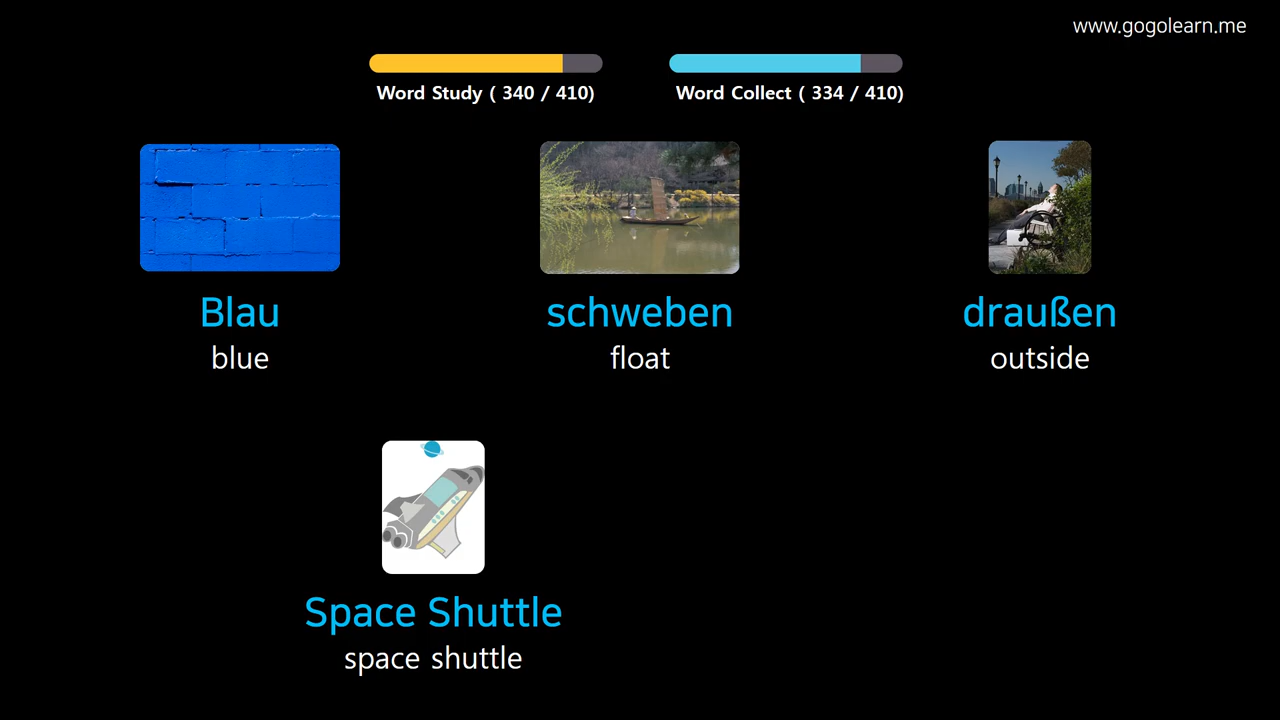 www.gogolearn.me
Word Study ( 340 / 410)
Word Collect ( 334 / 410)
Blau
blue
schweben
float
draußen
outside
Space Shuttle
space shuttle